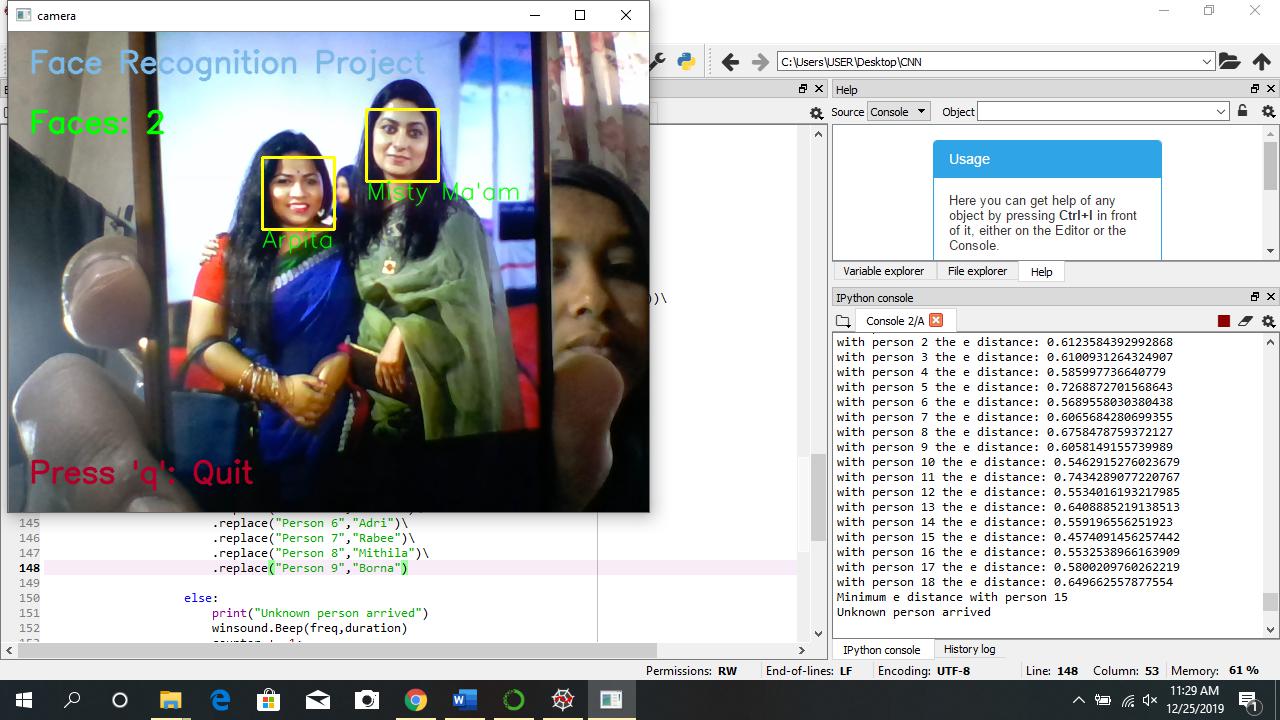 camera
Face Recognition Project
Faces: 2
Misty Ma'am
Arpita
Press 'q': Quit
C:\Users\USER\Desktop\CNN
))\
145 .replace("Person 6","Adri")\
146 .replace("Person 7","Rabee")\
147 .replace("Person 8","Mithila")\
148 .replace("Person 9","Borna")
149
150 else:
151 print("Unknown person arrived")
152 winsound.Beep(freq,duration)
Help
Source Console Object
Usage
Here you can get help of any
object by pressing Ctrl+I in front
of it, either on the Editor or the
Console.
Variable explorer File explorer Help
IPython console
Console 2/A
with person 2 the e distance: 0.6123584392992868
with person 3 the e distance: 0.6100931264324907
with person 4 the e distance: 0.585997736640779
with person 5 the e distance: 0.7268872701568643
with person 6 the e distance: 0.5689558030380438
with person 7 the e distance: 0.6065684280699355
with person 8 the e distance: 0.6758478759372127
with person 9 the e distance: 0.6058149155739989
with person 10 the e distance: 0.5462915276023679
with person 11 the e distance: 0.7434289077220767
with person 12 the e distance: 0.5534016193217985
with person 13 the e distance: 0.6408885219138513
with person 14 the e distance: 0.558196556251923
with person 15 the e distance: 0.4574091456257442
with person 16 the e distance: 0.5532532966163909
with person 17 the e distance: 0.5800309760262219
with person 18 the e distance: 0.649662557877554
Minimum e distance with person 15
Unknown person arrived
IPython console History log
Permissions: RW End-of-lines: LF Encoding: UTF-8 Line: 148 Column: 53 Memory: 61 %
11:29 AM
12/25/2019
1